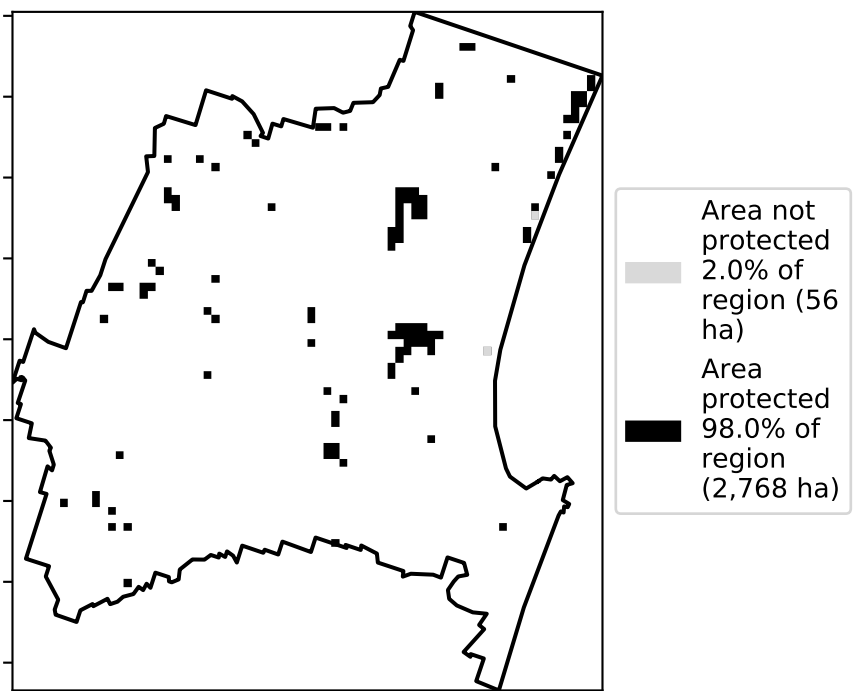 Area not
protected
2.0% of
region (56
ha)
Area
protected
98.0% of
region
(2,768 ha)